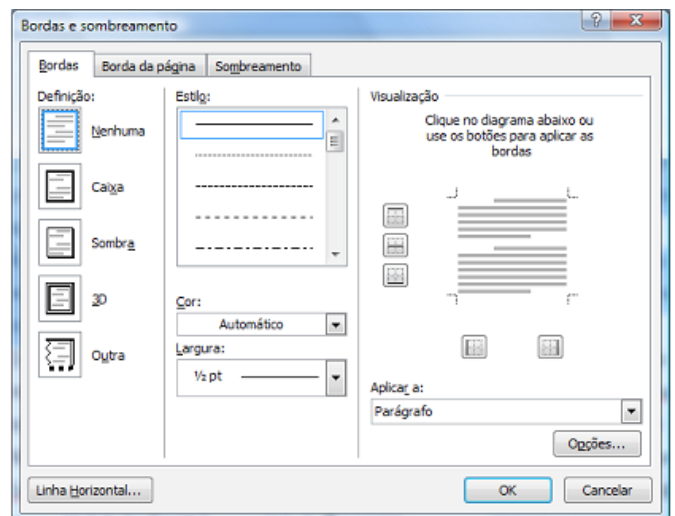 Bordas e sombreamento
Bordas
Borda da página
Sombreamento
Definição:
Nenhuma
Caixa
Sombra
3D
Outra
Estilo:
Cor:
Automático
Largura:
½ pt
Visualização
Clique no diagrama abaixo ou
use os botões para aplicar as
bordas
Aplicar a:
Parágrafo
Opções...
Linha Horizontal...
OK
Cancelar